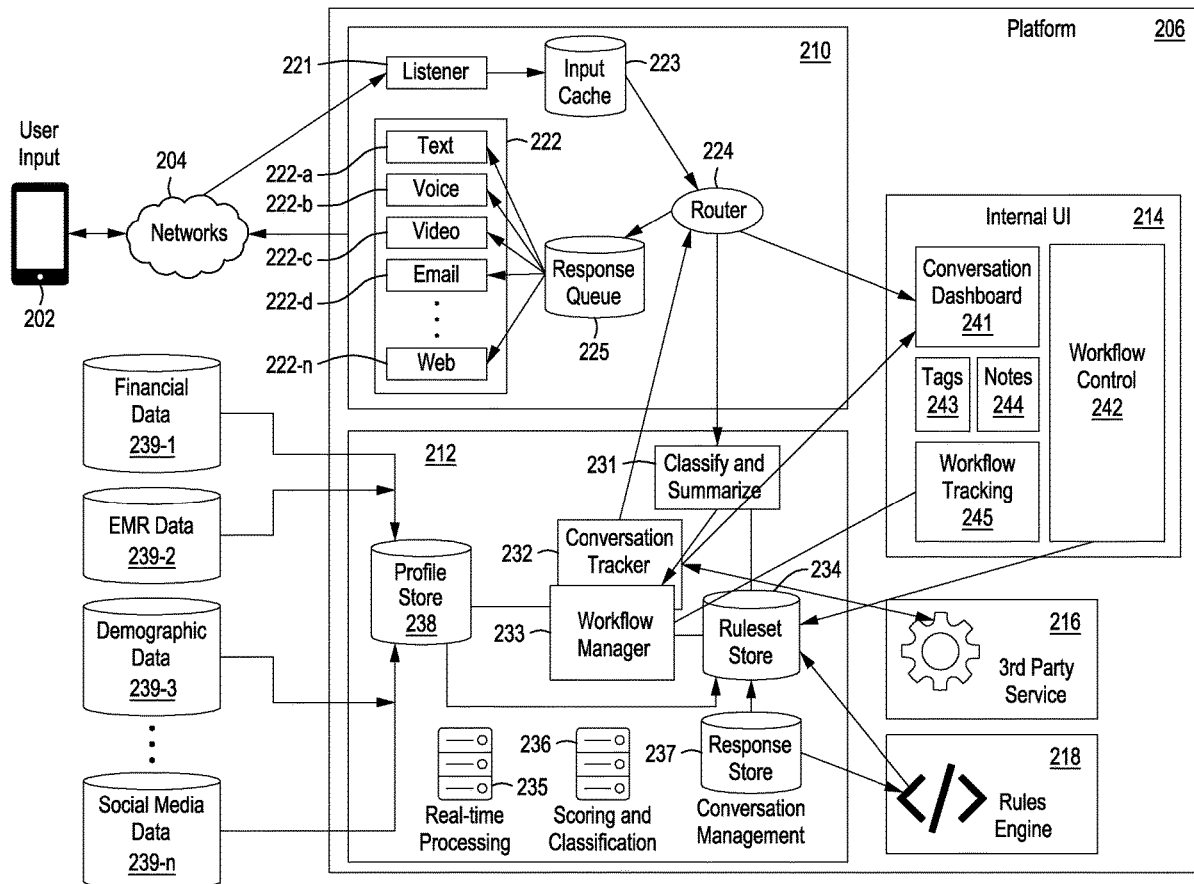 Platform 206
210
221
Listener
Input
Cache
223
User
Input
204
Networks
202
222
222-a
Text
222-b
Voice
222-c
Video
222-d
Email
222-n
Web
224
Router
Response
Queue
225
Internal UI 214
Conversation
Dashboard
241
Tags
243
Notes
244
Workflow
Control
242
Workflow
Tracking
245
Financial
Data
239-1
EMR Data
239-2
Demographic
Data
239-3
Social Media
Data
239-n
212
231
Classify and
Summarize
232
Conversation
Tracker
234
Profile
Store
238
233
Workflow
Manager
Ruleset
Store
216
3rd Party
Service
235
Real-time
Processing
236
Scoring and
Classification
237
Response
Store
Conversation
Management
218
</>
Rules
Engine